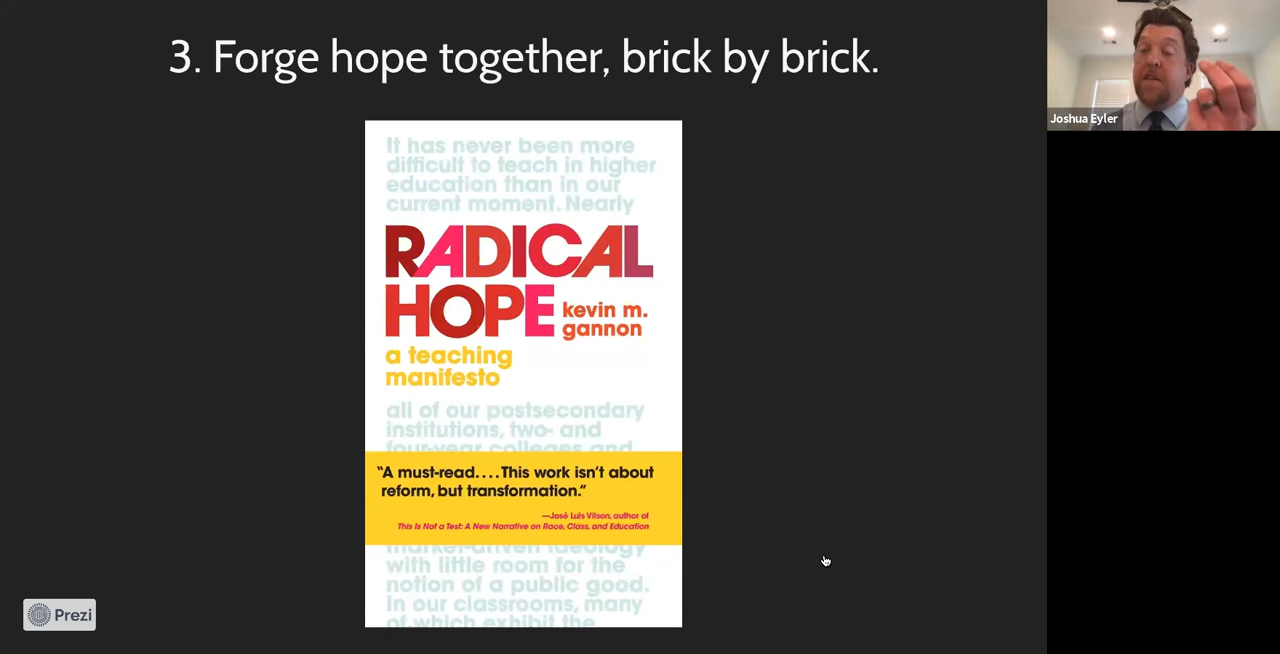 3. Forge hope together, brick by brick.
Joshua Eyler
It has never been more
difficult to teach in higher
education than in our
current moment. Nearly
RADICAL
HOPE
kevin m.
gannon
a teaching
manifesto
all of our postsecondary
institutions, two- and
four-year colleges and
“A must-read....This work isn’t about
reform, but transformation.”
—José Luis Vilson, author of
This Is Not a Test: A New Narrative on Race, Class, and Education
market-driven ideology
with little room for the
notion of a public good.
In our classrooms, many
of which exhibit the
Prezi